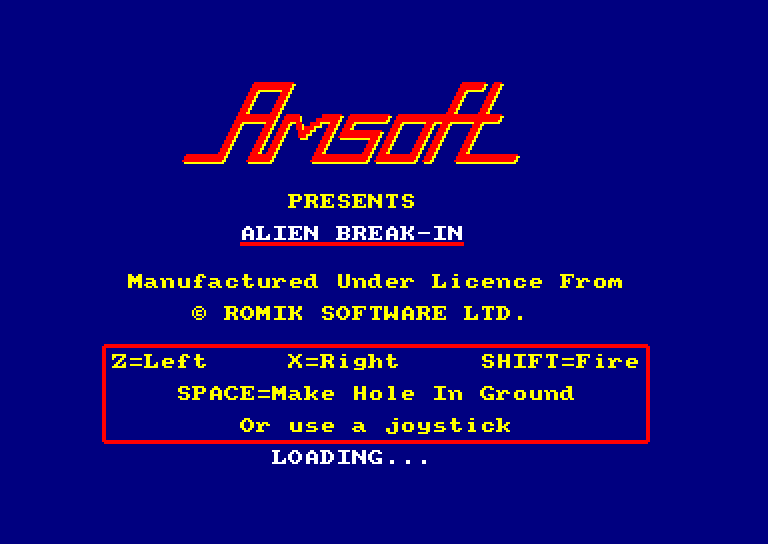 Amsoft
PRESENTS
ALIEN BREAK-IN
Manufactured Under Licence From
© ROMIK SOFTWARE LTD.
Z=Left X=Right SHIFT=Fire
SPACE=Make Hole In Ground
Or use a joystick
LOADING...